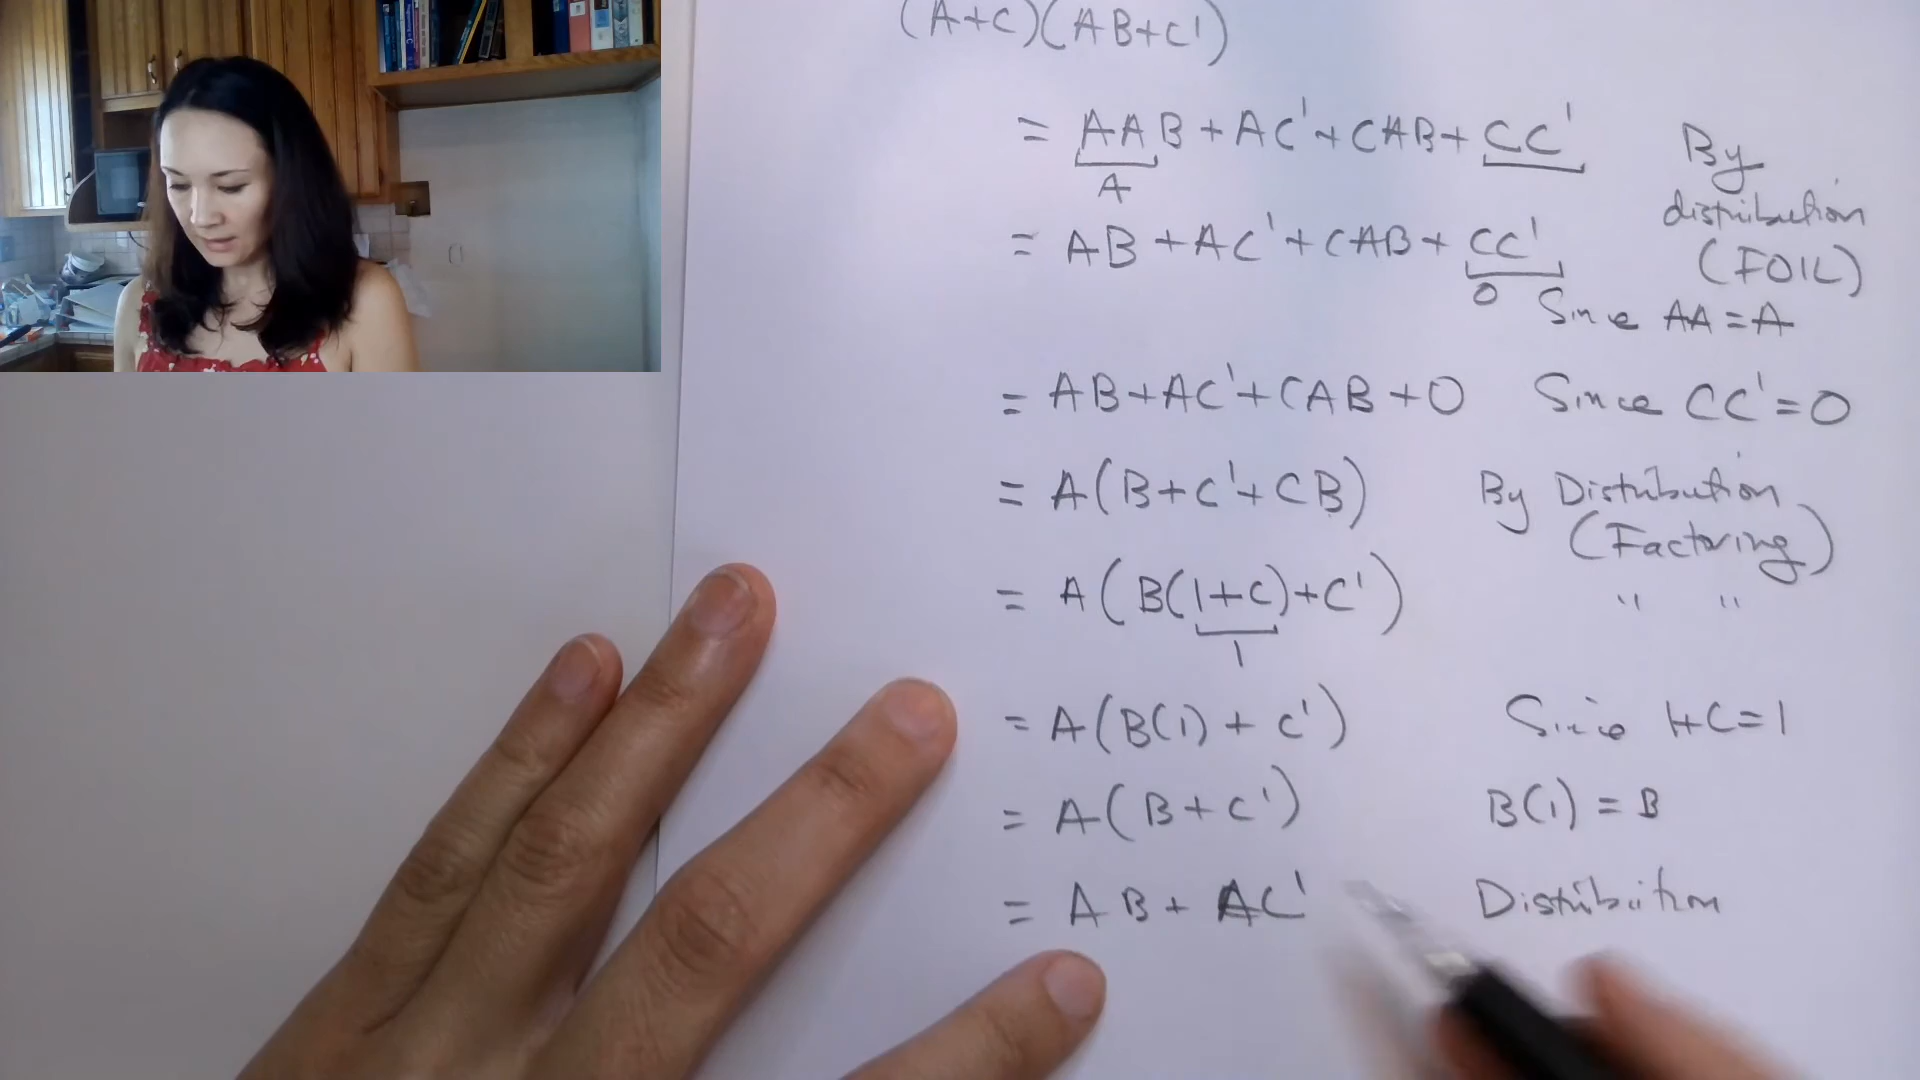 (A+C)(AB+C')
= AAB + AC' + CAB + CC' By
A distribution
= AB + AC' + CAB + CC' (FOIL)
0 Since AA = A
= AB + AC' + CAB + 0 Since CC' = 0
= A(B + C' + CB) By Distribution
(Factoring)
= A(B(1+C) + C') " "
1
= A(B(1) + C') Since 1+C = 1
= A(B + C') B(1) = B
= AB + AC' Distribution